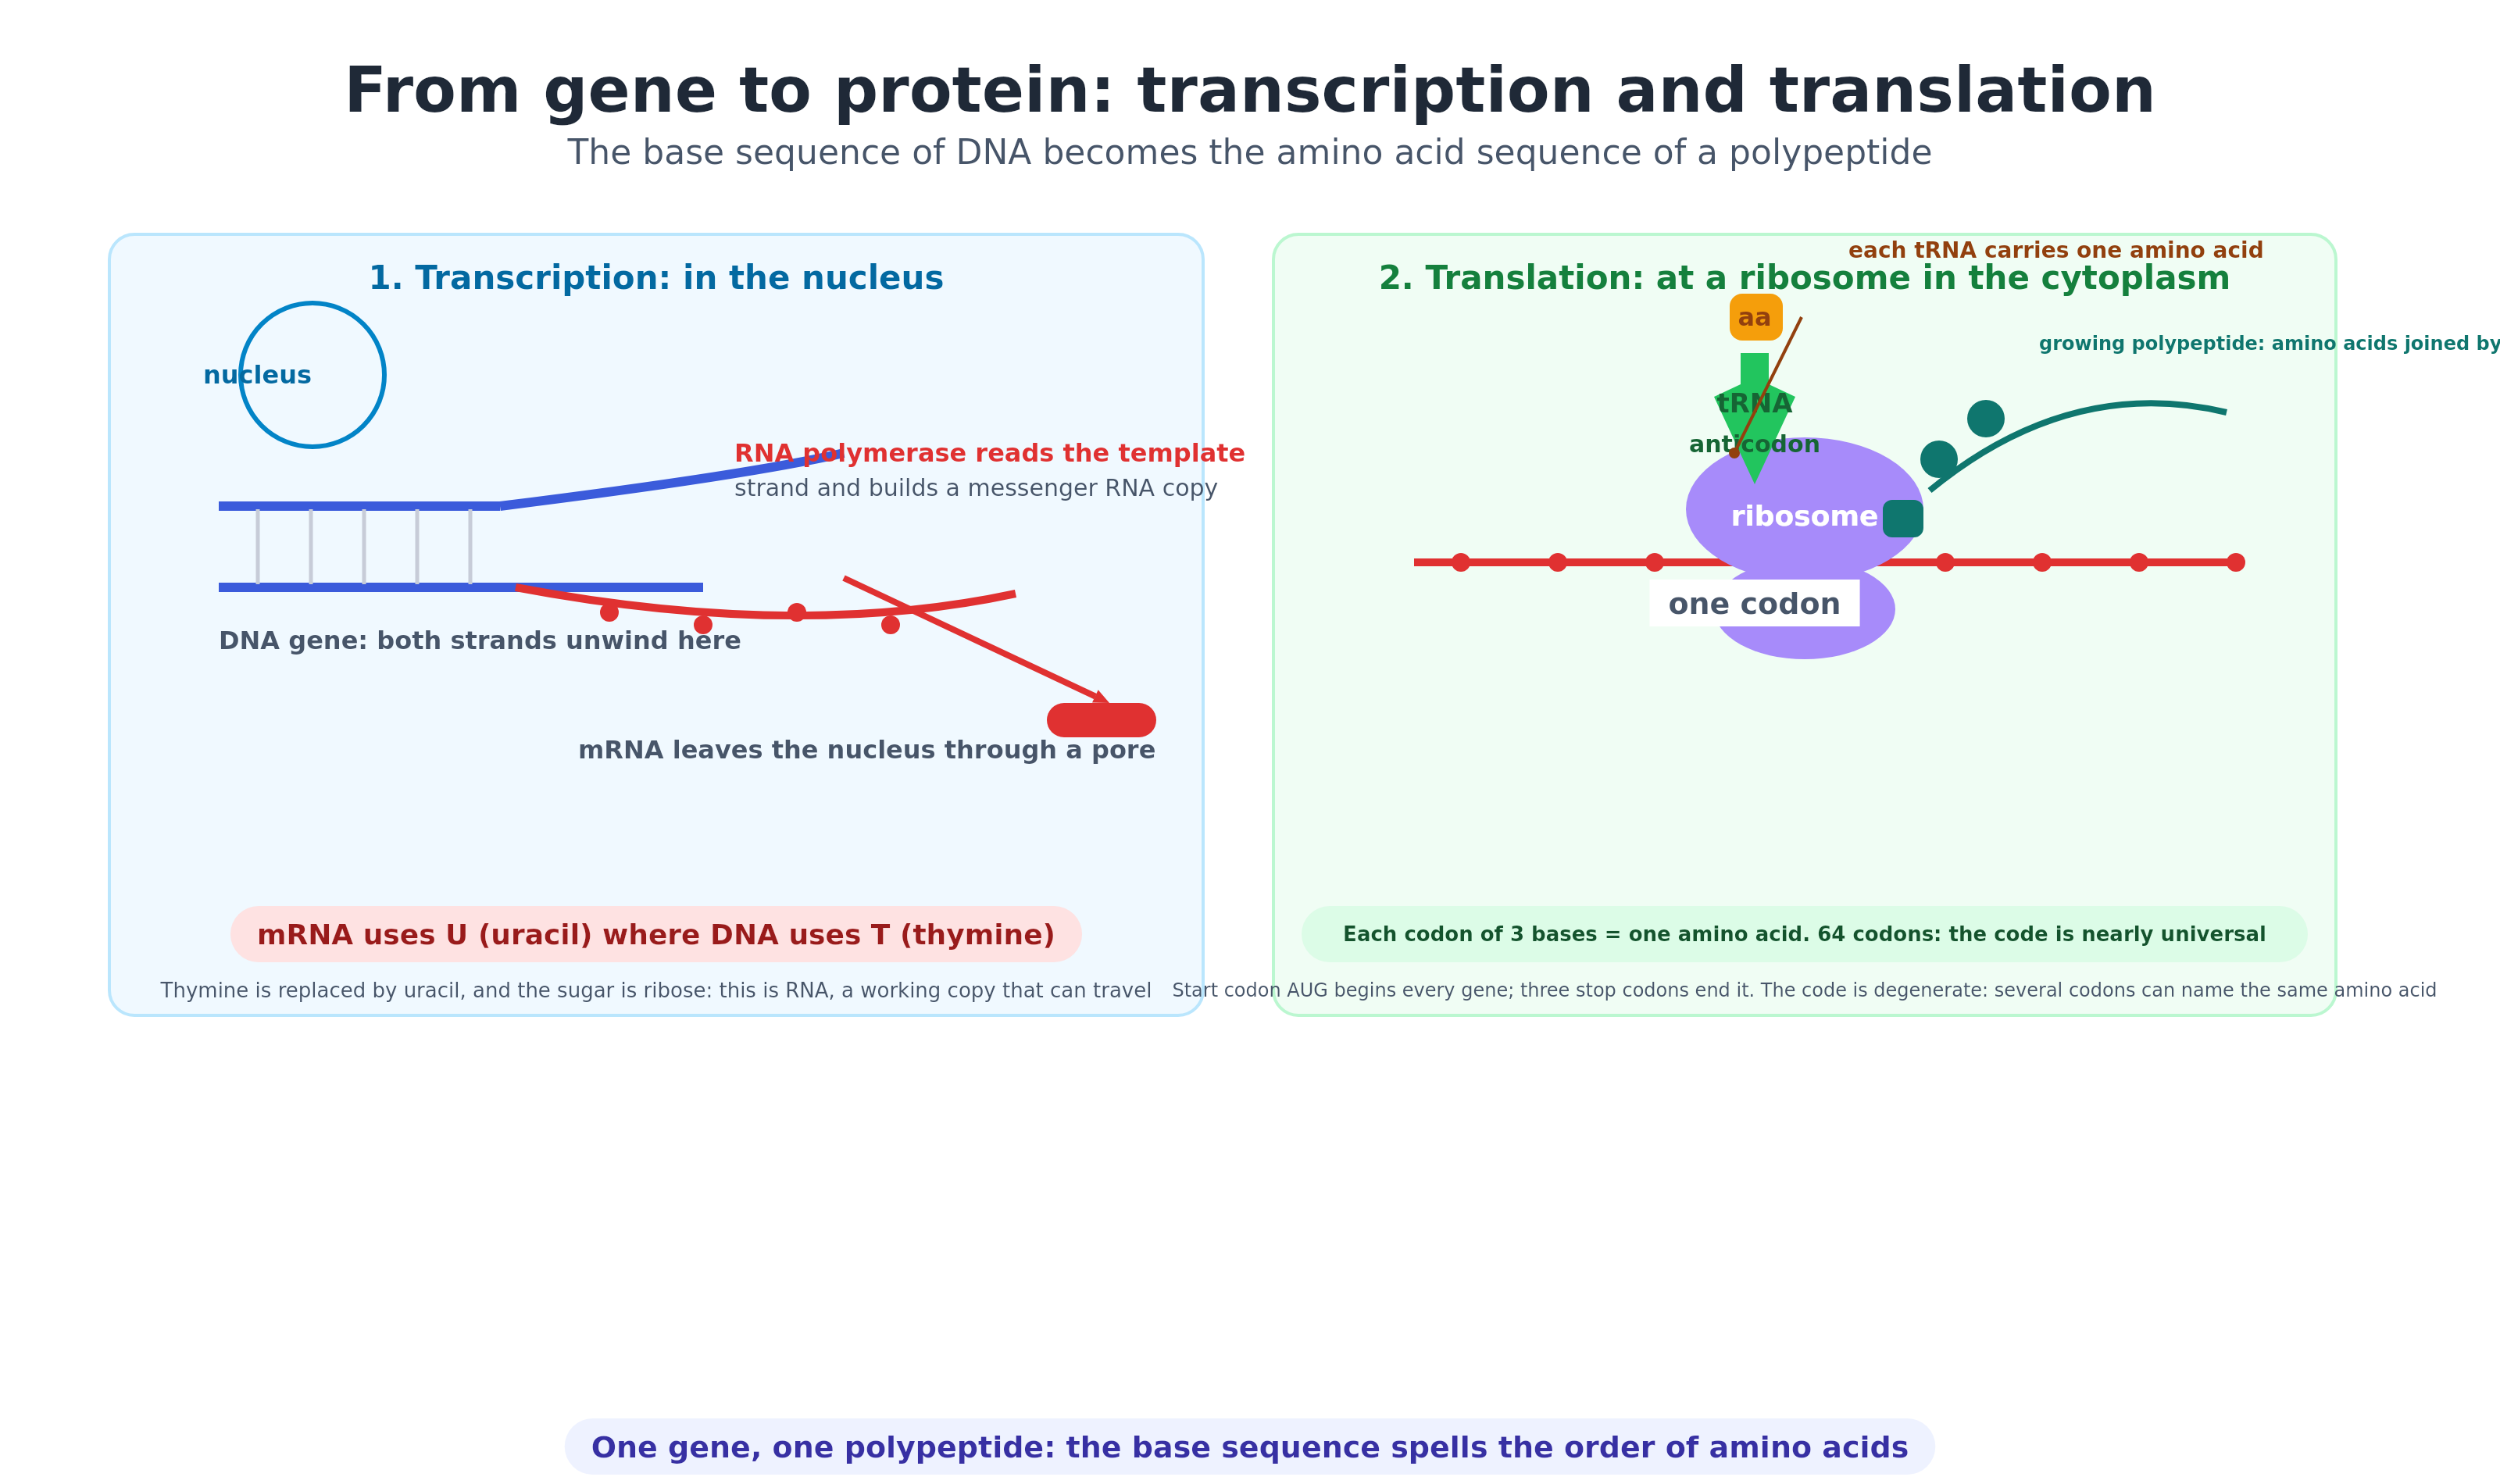 From gene to protein: transcription and translation
The base sequence of DNA becomes the amino acid sequence of a polypeptide
1. Transcription: in the nucleus
nucleus
RNA polymerase reads the template
strand and builds a messenger RNA copy
DNA gene: both strands unwind here
mRNA leaves the nucleus through a pore
mRNA uses U (uracil) where DNA uses T (thymine)
Thymine is replaced by uracil, and the sugar is ribose: this is RNA, a working copy that can travel
each tRNA carries one amino acid
2. Translation: at a ribosome in the cytoplasm
aa
growing polypeptide: amino acids joined by
tRNA
anticodon
ribosome
one codon
Each codon of 3 bases = one amino acid. 64 codons: the code is nearly universal
Start codon AUG begins every gene; three stop codons end it. The code is degenerate: several codons can name the same amino acid
One gene, one polypeptide: the base sequence spells the order of amino acids